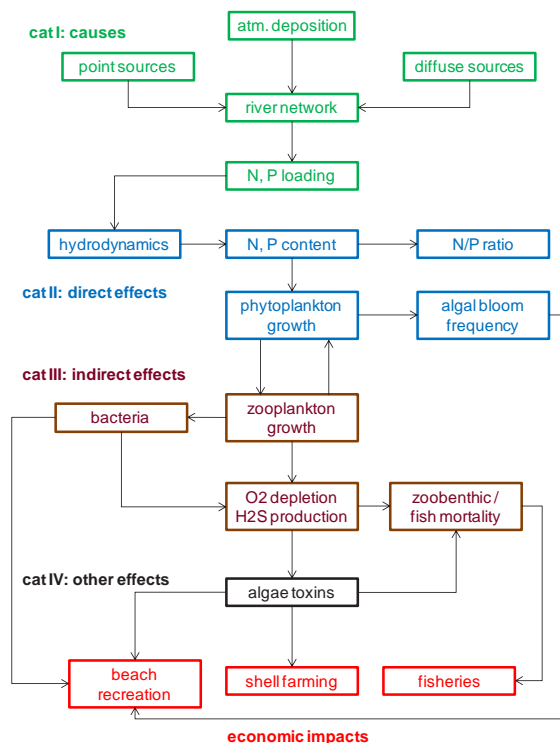 atm. deposition
cat I: causes
point sources
diffuse sources
river network
N, P loading
hydrodynamics
N, P content
N/P ratio
cat II: direct effects
phytoplankton
growth
algal bloom
frequency
cat III: indirect effects
bacteria
zooplankton
growth
O2 depletion
H2S production
zoobenthic /
fish mortality
cat IV: other effects
algae toxins
beach
recreation
shell farming
fisheries
economic impacts